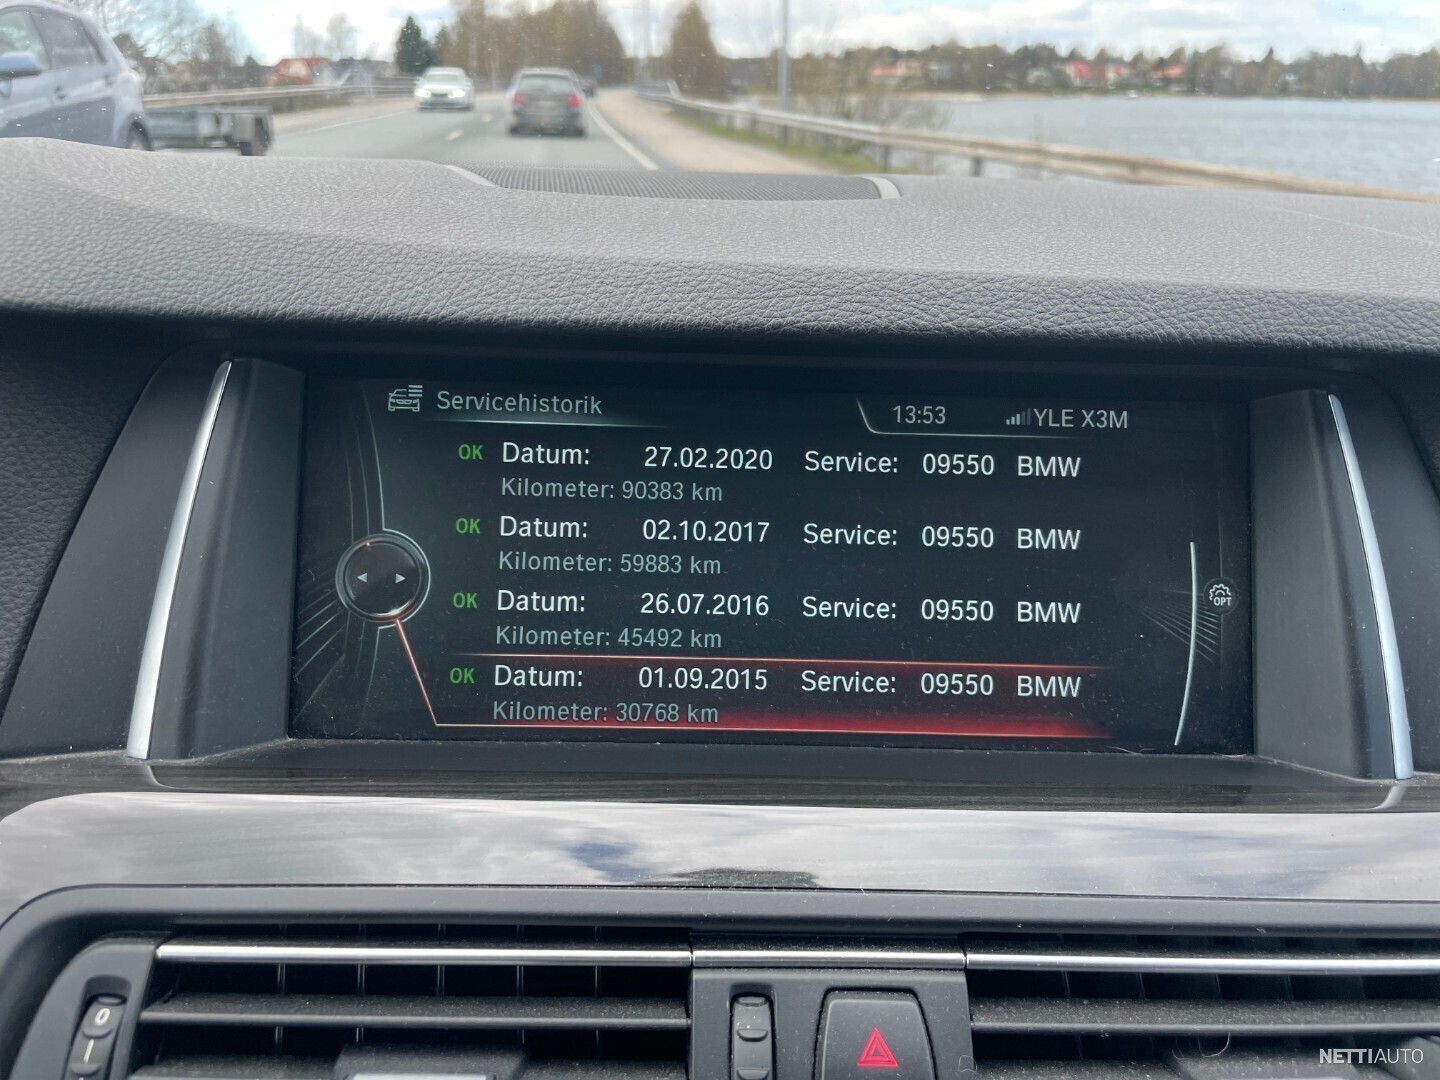 Servicehistorik 13:53 YLE X3M
OK Datum: 27.02.2020 Service: 09550 BMW
Kilometer: 90383 km
OK Datum: 02.10.2017 Service: 09550 BMW
Kilometer: 59883 km
OK Datum: 26.07.2016 Service: 09550 BMW
Kilometer: 45492 km
OK Datum: 01.09.2015 Service: 09550 BMW
Kilometer: 30768 km
OPT
0
NETTIAUTO